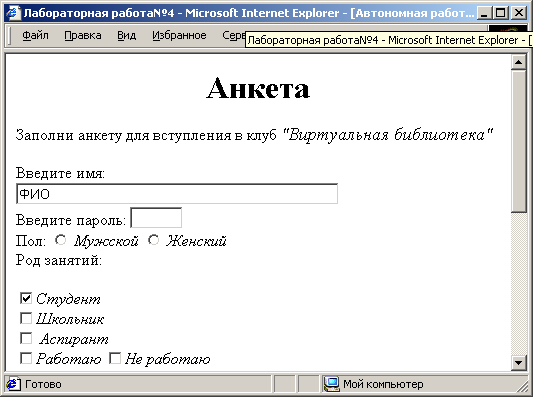 Лабораторная работа№4 - Microsoft Internet Explorer - [Автономная работ...
Файл Правка Вид Избранное Серв
Лабораторная работа№4 - Microsoft Internet Explorer - [
Анкета
Заполни анкету для вступления в клуб "Виртуальная библиотека"
Введите имя:
ФИО
Введите пароль:
Пол: Мужсской Женский
Род занятий:
Студент
Школьник
Аспирант
Работаю Не работаю
Готово Мой компьютер